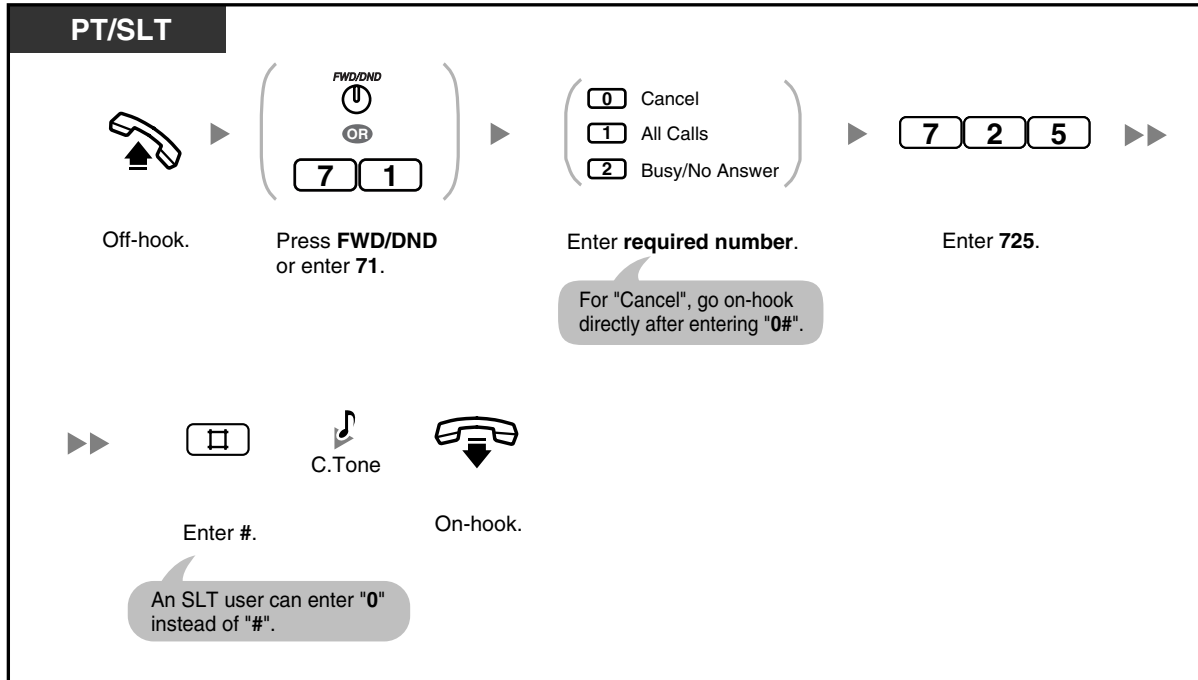 PT/SLT
FWD/DND
OR
7 1
0 Cancel
1 All Calls
2 Busy/No Answer
7 2 5
Off-hook.
Press FWD/DND
or enter 71.
Enter required number.
For "Cancel", go on-hook
directly after entering "0#".
Enter 725.
#
C.Tone
Enter #.
On-hook.
An SLT user can enter "0"
instead of "#".